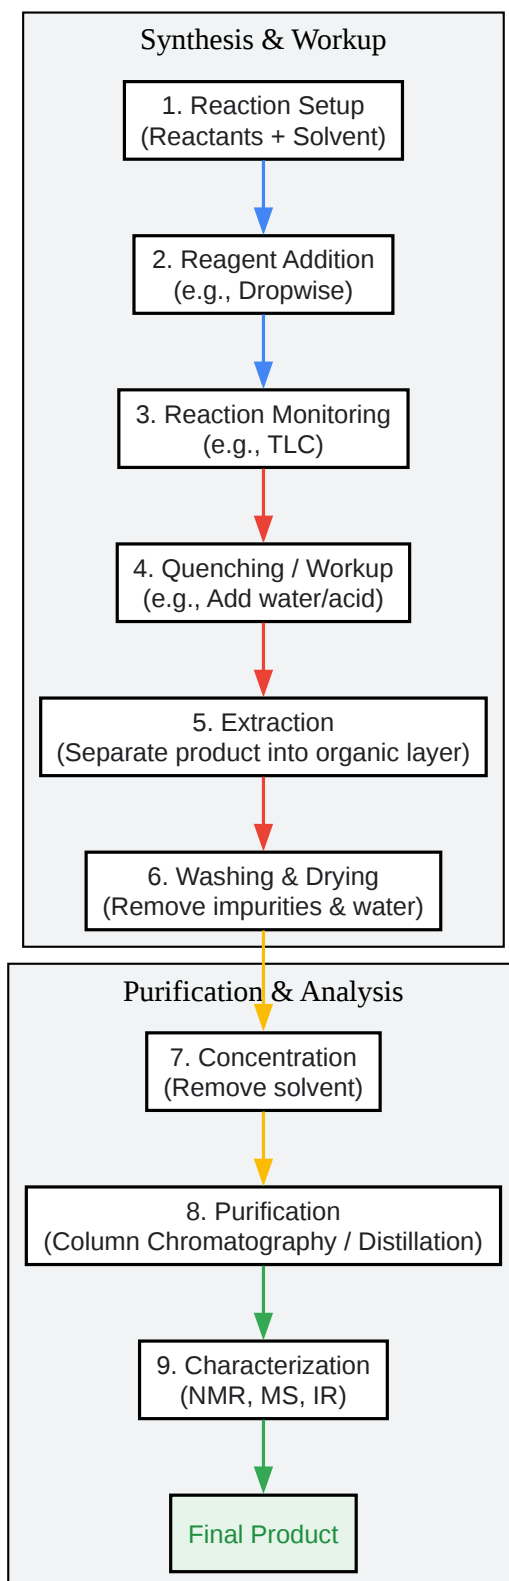 Synthesis & Workup
1. Reaction Setup
(Reactants + Solvent)
2. Reagent Addition
(e.g., Dropwise)
3. Reaction Monitoring
(e.g., TLC)
4. Quenching / Workup
(e.g., Add water/acid)
5. Extraction
(Separate product into organic layer)
6. Washing & Drying
(Remove impurities & water)
Purification & Analysis
7. Concentration
(Remove solvent)
8. Purification
(Column Chromatography / Distillation)
9. Characterization
(NMR, MS, IR)
Final Product